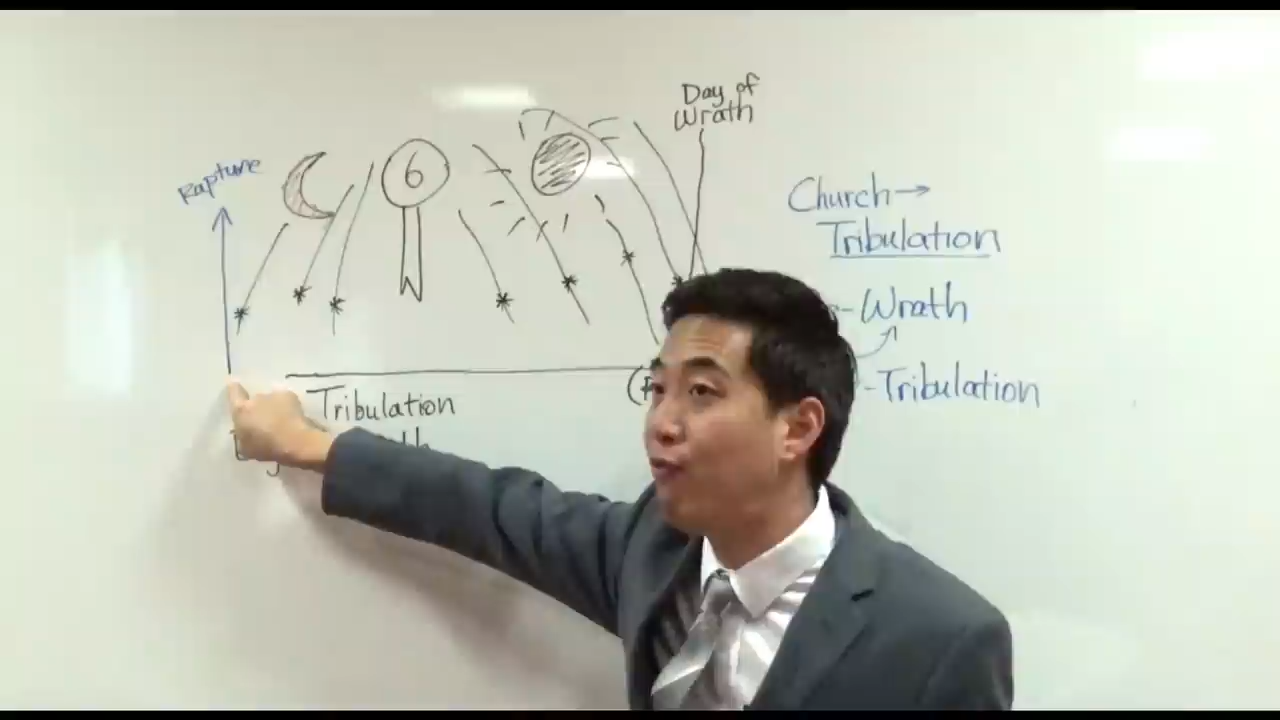 Day of
Wrath
Rapture
6
Church→
Tribulation
-Wrath
Tribulation
-Tribulation